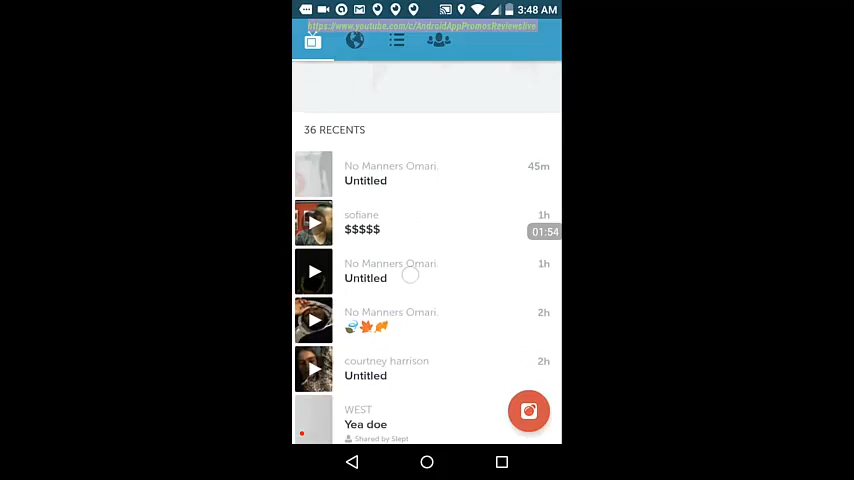 3:48 AM
https://www.youtube.com/c/AndroidAppPromosReviewslive
36 RECENTS
No Manners Omari.
45m
Untitled
sofiane
1h
$$$$$
01:54
No Manners Omari.
1h
Untitled
No Manners Omari.
2h
🍃🍁🍂
courtney harrison
2h
Untitled
WEST
Yea doe
Shared by Slept